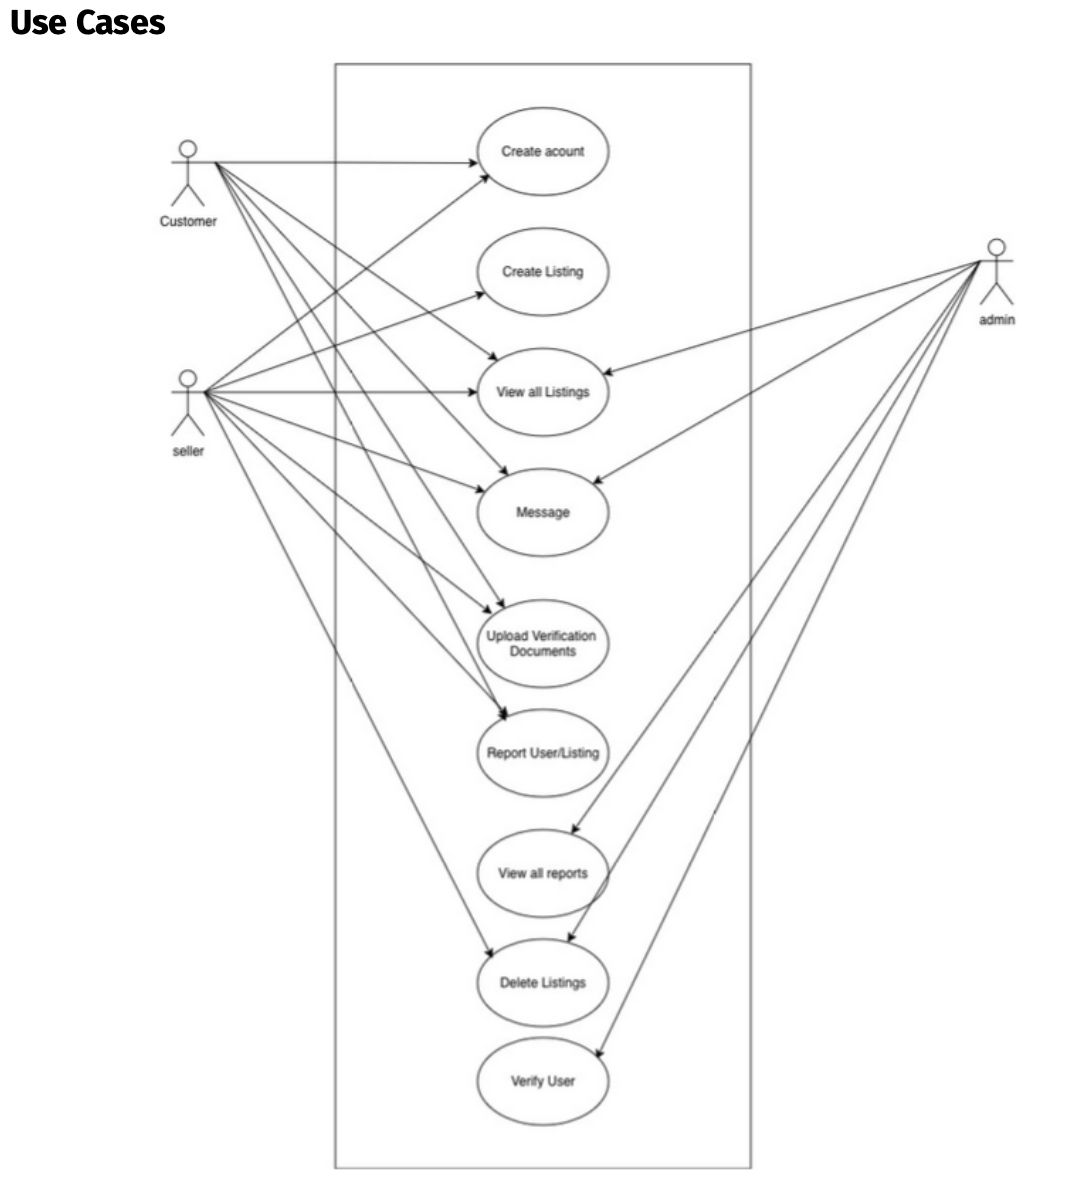 Use Cases
Create acount
Customer
Create Listing
admin
View all Listings
seller
Message
Upload Verification
Documents
Report User/Listing
View all reports
Delete Listings
Verify User